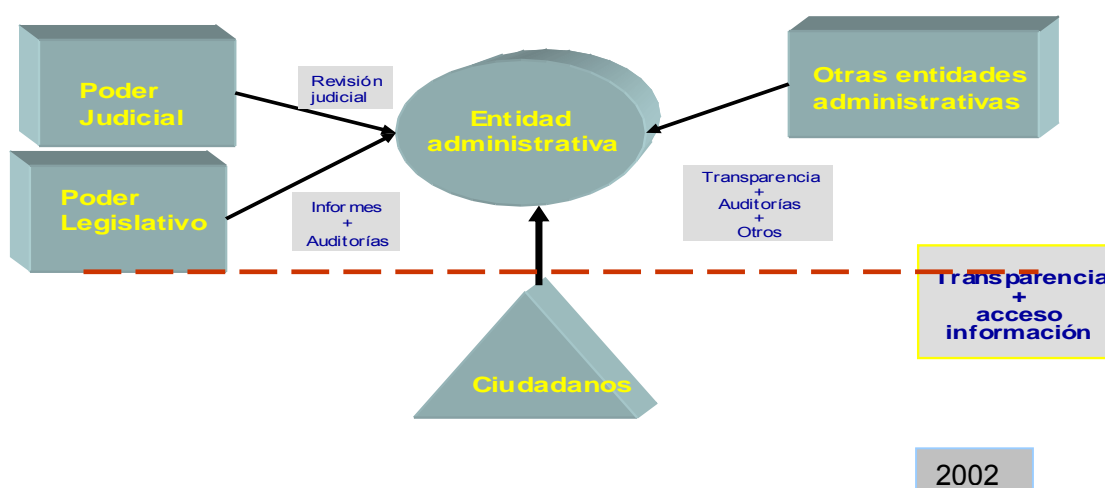 Poder
Judicial
Revisión
judicial
Entidad
administrativa
Otras entidades
administrativas
Poder
Legislativo
Informes
+
Auditorías
Transparencia
+
Auditorías
+
Otros
Transparencia
+
acceso
información
Ciudadanos
2002